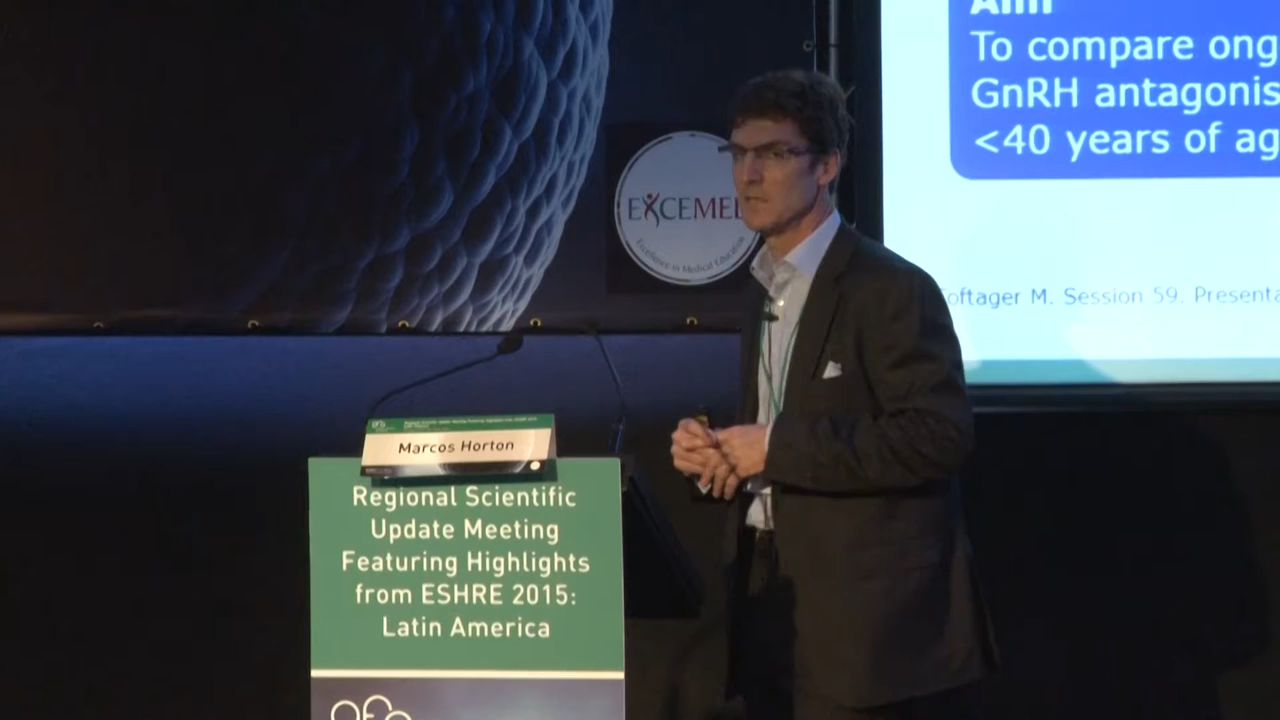 Aim
To compare ong
GnRH antagonis
<40 years of ag
EXCEMED
Excellence in Medical Education
oftager M. Session 59. Presenta
Marcos Horton
Regional Scientific
Update Meeting
Featuring Highlights
from ESHRE 2015:
Latin America